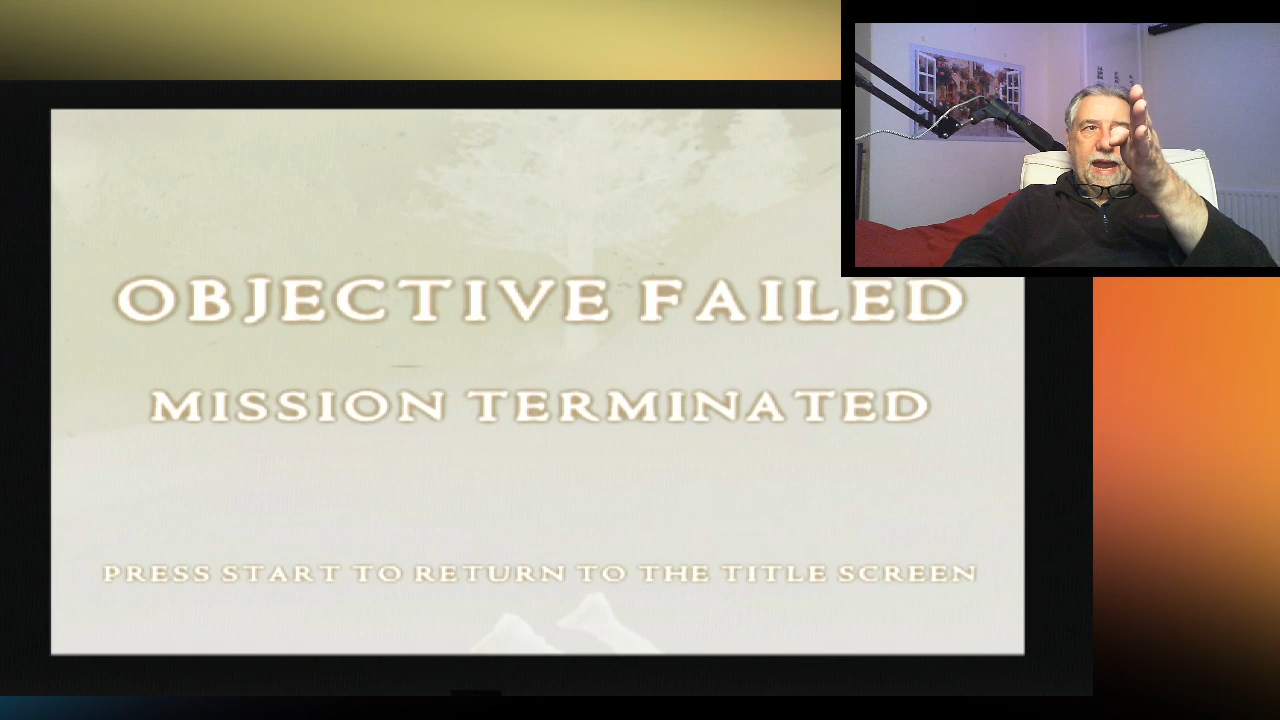 OBJECTIVE FAILED
MISSION TERMINATED
PRESS START TO RETURN TO THE TITLE SCREEN